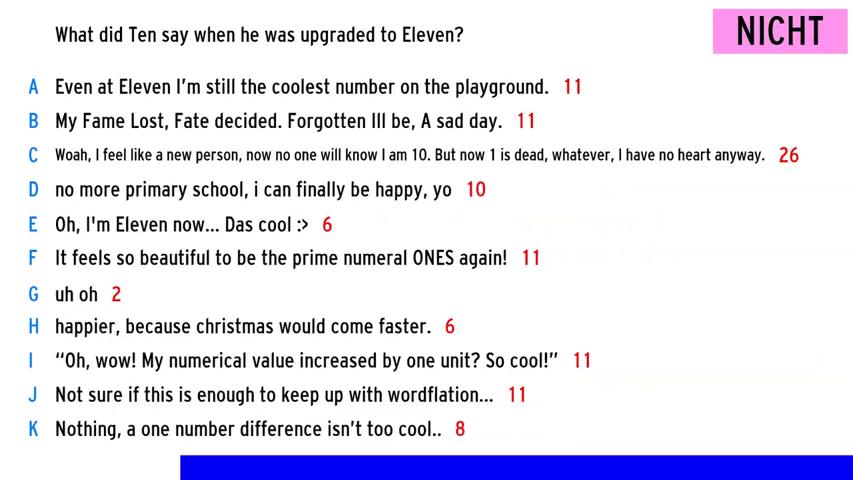 What did Ten say when he was upgraded to Eleven?
NICHT
A Even at Eleven I'm still the coolest number on the playground. 11
B My Fame Lost, Fate decided. Forgotten Ill be, A sad day. 11
C Woah, I feel like a new person, now no one will know I am 10. But now 1 is dead, whatever, I have no heart anyway. 26
D no more primary school, i can finally be happy, yo 10
E Oh, I'm Eleven now... Das cool :> 6
F It feels so beautiful to be the prime numeral ONES again! 11
G uh oh 2
H happier, because christmas would come faster. 6
I “Oh, wow! My numerical value increased by one unit? So cool!” 11
J Not sure if this is enough to keep up with wordflation... 11
K Nothing, a one number difference isn't too cool.. 8